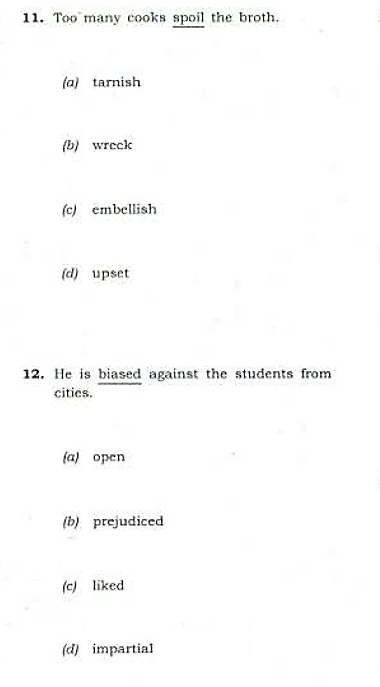 11. Too many cooks spoil the broth.
(a) tarnish
(b) wreck
(c) embellish
(d) upset
12. He is biased against the students from
cities.
(a) open
(b) prejudiced
(c) liked
(d) impartial